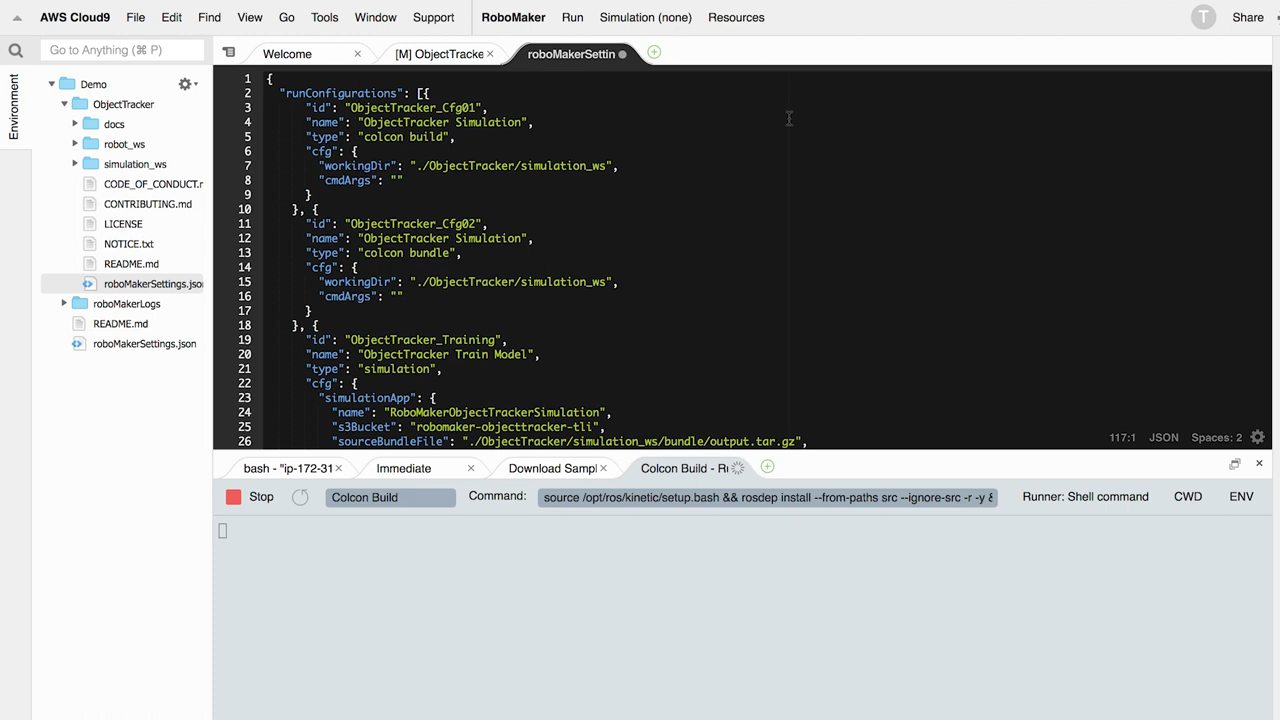 AWS Cloud9 File Edit Find View Go Tools Window Support RoboMaker Run Simulation (none) Resources T Share
Go to Anything (⌘ P)
Welcome [M] ObjectTracke roboMakerSettin
Environment
Demo
ObjectTracker
docs
robot_ws
simulation_ws
CODE_OF_CONDUCT.r
CONTRIBUTING.md
LICENSE
NOTICE.txt
README.md
roboMakerSettings.json
roboMakerLogs
README.md
roboMakerSettings.json
1 {
2 "runConfigurations": [{
3 "id": "ObjectTracker_Cfg01",
4 "name": "ObjectTracker Simulation",
5 "type": "colcon build",
6 "cfg": {
7 "workingDir": "./ObjectTracker/simulation_ws",
8 "cmdArgs": ""
9 }
10 }, {
11 "id": "ObjectTracker_Cfg02",
12 "name": "ObjectTracker Simulation",
13 "type": "colcon bundle",
14 "cfg": {
15 "workingDir": "./ObjectTracker/simulation_ws",
16 "cmdArgs": ""
17 }
18 }, {
19 "id": "ObjectTracker_Training",
20 "name": "ObjectTracker Train Model",
21 "type": "simulation",
22 "cfg": {
23 "simulationApp": {
24 "name": "RoboMakerObjectTrackerSimulation",
25 "s3Bucket": "robomaker-objecttracker-tli",
26 "sourceBundleFile": "./ObjectTracker/simulation_ws/bundle/output.tar.gz",
117:1 JSON Spaces: 2
bash - "ip-172-31 Immediate Download Sampl Colcon Build - Ru
Stop Colcon Build Command: source /opt/ros/kinetic/setup.bash && rosdep install --from-paths src --ignore-src -r -y & Runner: Shell command CWD ENV